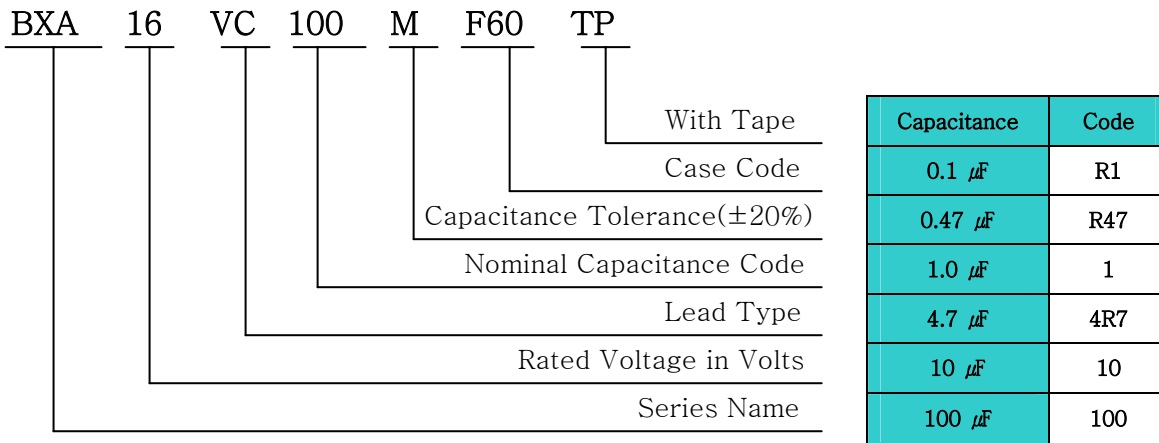 BXA 16 VC 100 M F60 TP
With Tape
Case Code
Capacitance Tolerance(±20%)
Nominal Capacitance Code
Lead Type
Rated Voltage in Volts
Series Name
Capacitance Code
0.1 ㎌ R1
0.47 ㎌ R47
1.0 ㎌ 1
4.7 ㎌ 4R7
10 ㎌ 10
100 ㎌ 100